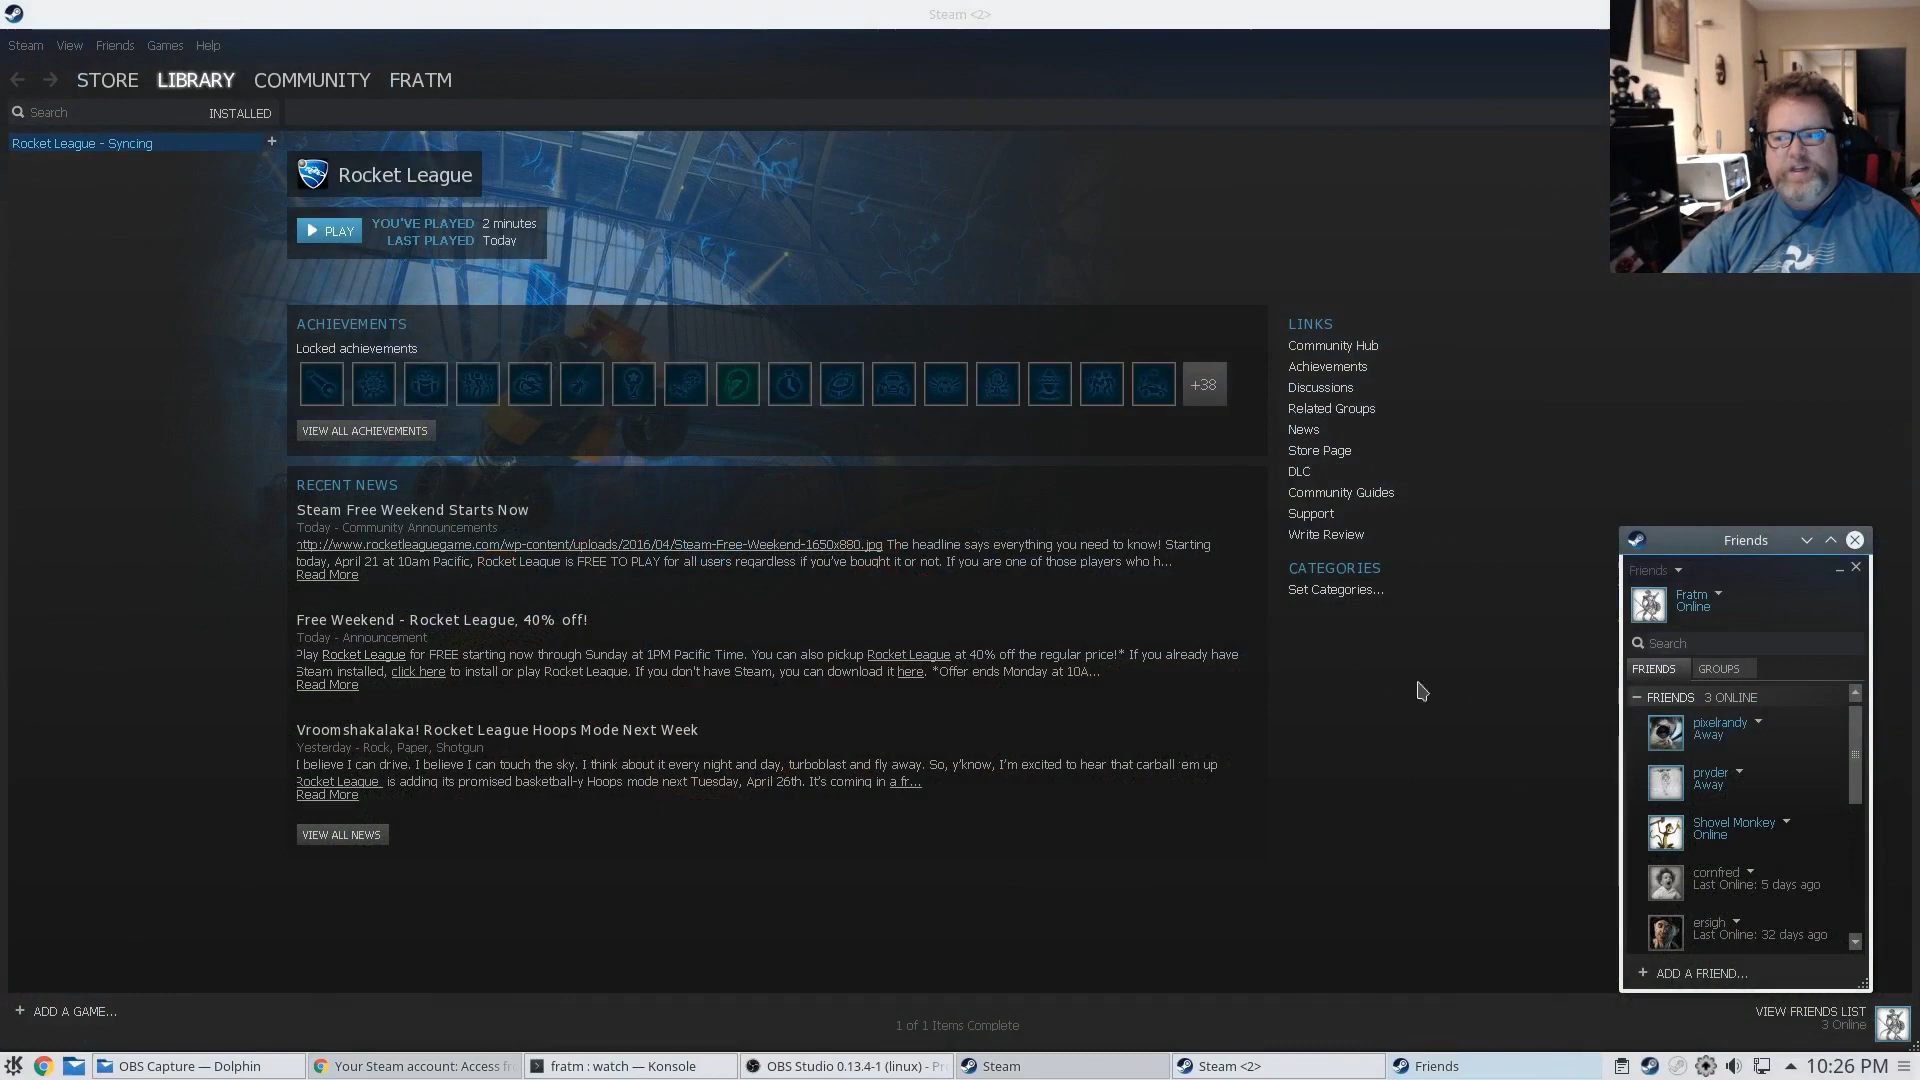 Steam <2>
Steam View Friends Games Help
STORE LIBRARY COMMUNITY FRATM
Search INSTALLED
Rocket League - Syncing +
Rocket League
PLAY
YOU'VE PLAYED 2 minutes
LAST PLAYED Today
ACHIEVEMENTS
Locked achievements
+38
VIEW ALL ACHIEVEMENTS
RECENT NEWS
Steam Free Weekend Starts Now
Today - Community Announcements
http://www.rocketleaguegame.com/wp-content/uploads/2016/04/Steam-Free-Weekend-1650x880.jpg The headline says everything you need to know! Starting
today, April 21 at 10am Pacific, Rocket League is FREE TO PLAY for all users regardless if you've bought it or not. If you are one of those players who h...
Read More
Free Weekend - Rocket League, 40% off!
Today - Announcement
Play Rocket League for FREE starting now through Sunday at 1PM Pacific Time. You can also pickup Rocket League at 40% off the regular price!* If you already have
Steam installed, click here to install or play Rocket League. If you don't have Steam, you can download it here. *Offer ends Monday at 10A...
Read More
Vroomshakalaka! Rocket League Hoops Mode Next Week
Yesterday - Rock, Paper, Shotgun
I believe I can drive. I believe I can touch the sky. I think about it every night and day, turboblast and fly away. So, y'know, I'm excited to hear that carball 'em up
Rocket League is adding its promised basketball-y Hoops mode next Tuesday, April 26th. It's coming in a fr...
Read More
VIEW ALL NEWS
LINKS
Community Hub
Achievements
Discussions
Related Groups
News
Store Page
DLC
Community Guides
Support
Write Review
CATEGORIES
Set Categories...
Friends
Friends
Fratm
Online
Search
FRIENDS GROUPS
FRIENDS 3 ONLINE
pixelrandy
Away
pryder
Away
Shovel Monkey
Online
cornfred
Last Online: 5 days ago
ersigh
Last Online: 32 days ago
+ ADD A FRIEND...
+ ADD A GAME...
1 of 1 Items Complete
VIEW FRIENDS LIST
3 Online
OBS Capture — Dolphin
Your Steam account: Access fr
fratm : watch — Konsole
OBS Studio 0.13.4-1 (linux) - Pr
Steam
Steam <2>
Friends
10:26 PM